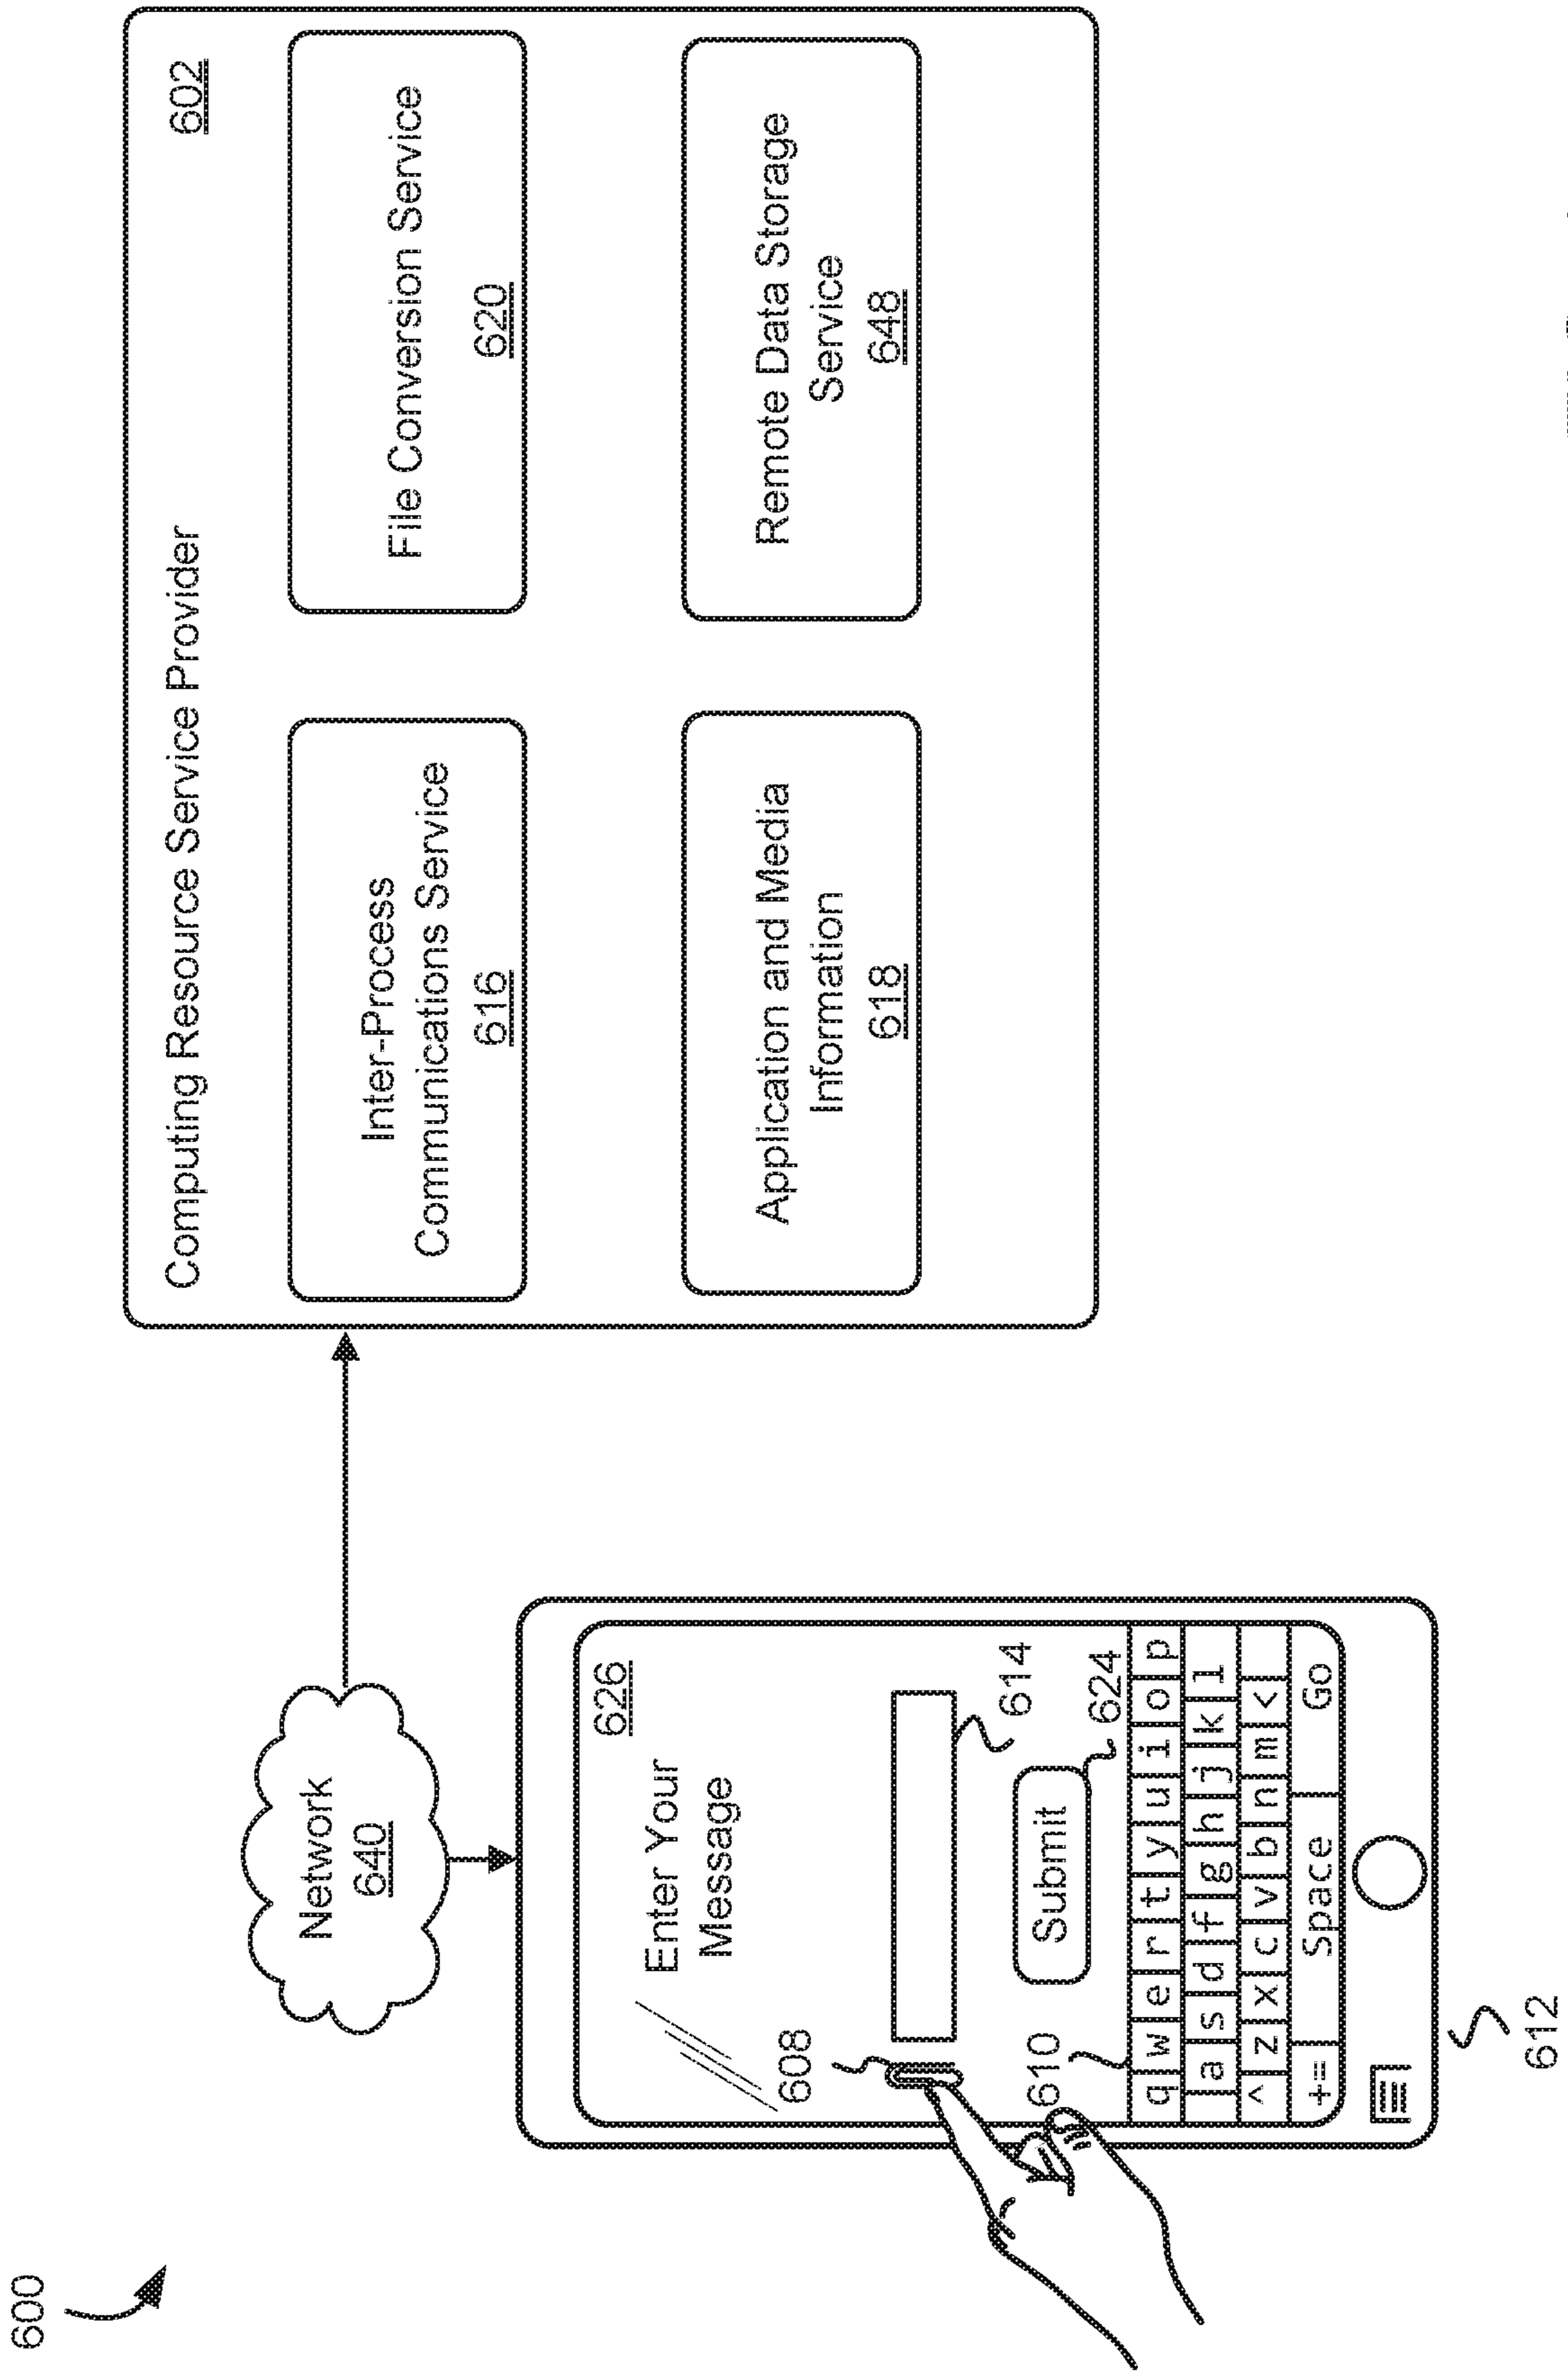 600
Computing Resource Service Provider
602
Inter-Process
Communications Service
616
File Conversion Service
620
Application and Media
Information
618
Remote Data Storage
Service
648
Network
640
626
Enter Your
Message
608
614
Submit
624
610
q w e r t y u i o p
a s d f g h j k l
^ z x c v b n m <
+= Space Go
612